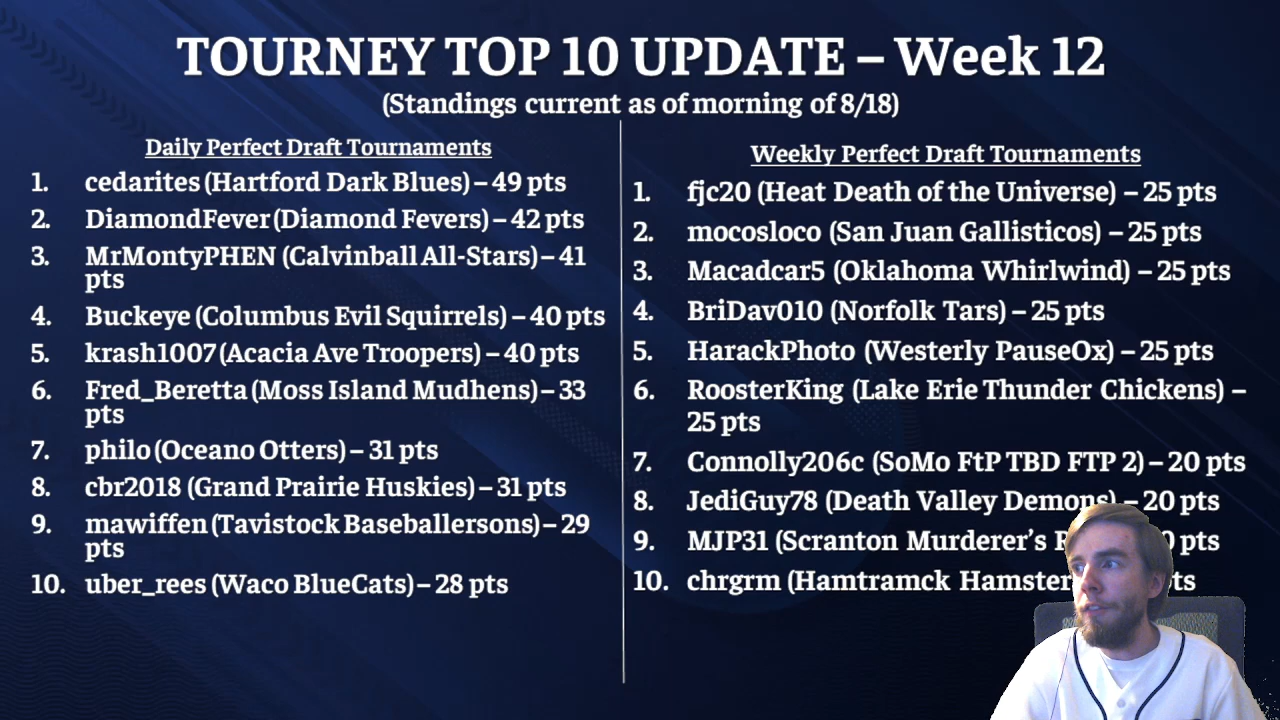 TOURNEY TOP 10 UPDATE – Week 12
(Standings current as of morning of 8/18)
Daily Perfect Draft Tournaments
1. cedarites (Hartford Dark Blues) – 49 pts
2. DiamondFever (Diamond Fevers) – 42 pts
3. MrMontyPHEN (Calvinball All-Stars) – 41
pts
4. Buckeye (Columbus Evil Squirrels) – 40 pts
5. krash1007 (Acacia Ave Troopers) – 40 pts
6. Fred_Beretta (Moss Island Mudhens) – 33
pts
7. philo (Oceano Otters) – 31 pts
8. cbr2018 (Grand Prairie Huskies) – 31 pts
9. mawiffen (Tavistock Baseballersons) – 29
pts
10. uber_rees (Waco BlueCats) – 28 pts
Weekly Perfect Draft Tournaments
1. fjc20 (Heat Death of the Universe) – 25 pts
2. mocosloco (San Juan Gallisticos) – 25 pts
3. Macadcar5 (Oklahoma Whirlwind) – 25 pts
4. BriDav010 (Norfolk Tars) – 25 pts
5. HarackPhoto (Westerly PauseOx) – 25 pts
6. RoosterKing (Lake Erie Thunder Chickens) –
25 pts
7. Connolly206c (SoMo FtP TBD FTP 2) – 20 pts
8. JediGuy78 (Death Valley Demons) – 20 pts
9. MJP31 (Scranton Murderer’s pts
10. chrgrm (Hamtramck